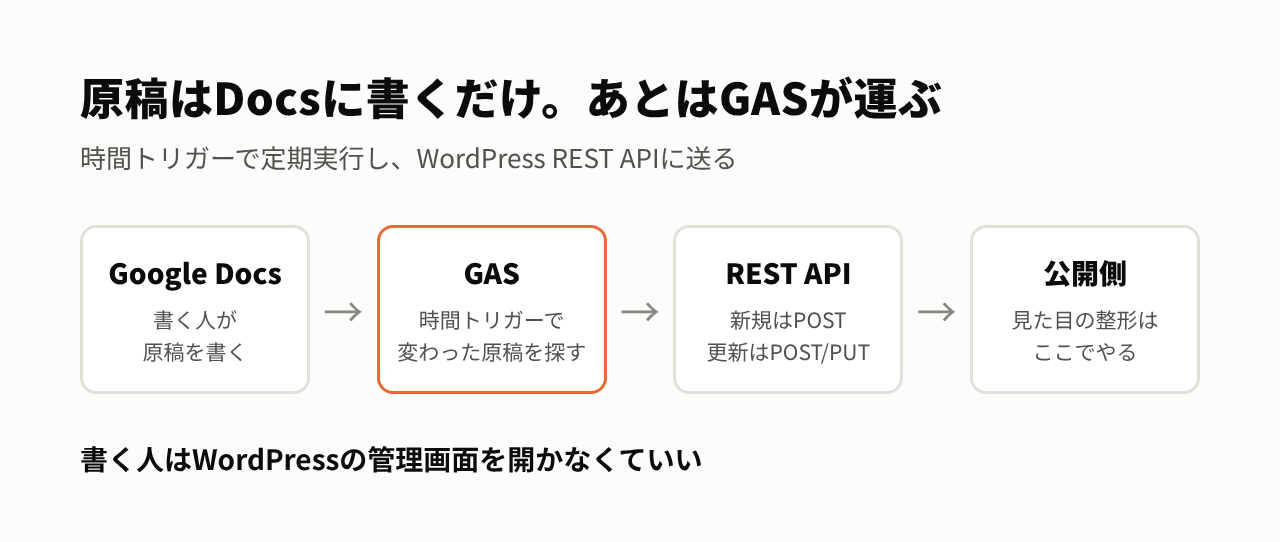 原稿はDocsに書くだけ。あとはGASが運ぶ
時間トリガーで定期実行し、WordPress REST APIに送る
Google Docs
書く人が
原稿を書く
→
GAS
時間トリガーで
変わった原稿を探す
→
REST API
新規はPOST
更新はPOST/PUT
→
公開側
見た目の整形は
ここでやる
書く人はWordPressの管理画面を開かなくていい